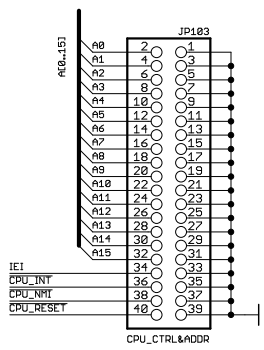 JP103
A[0..15]
A0 2 1
A1 4 3
A2 6 5
A3 8 7
A4 10 9
A5 12 11
A6 14 13
A7 16 15
A8 18 17
A9 20 19
A10 22 21
A11 24 23
A12 26 25
A13 28 27
A14 30 29
A15 32 31
IEI 34 33
CPU_INT 36 35
CPU_NMI 38 37
CPU_RESET 40 39
CPU_CTRL&ADDR